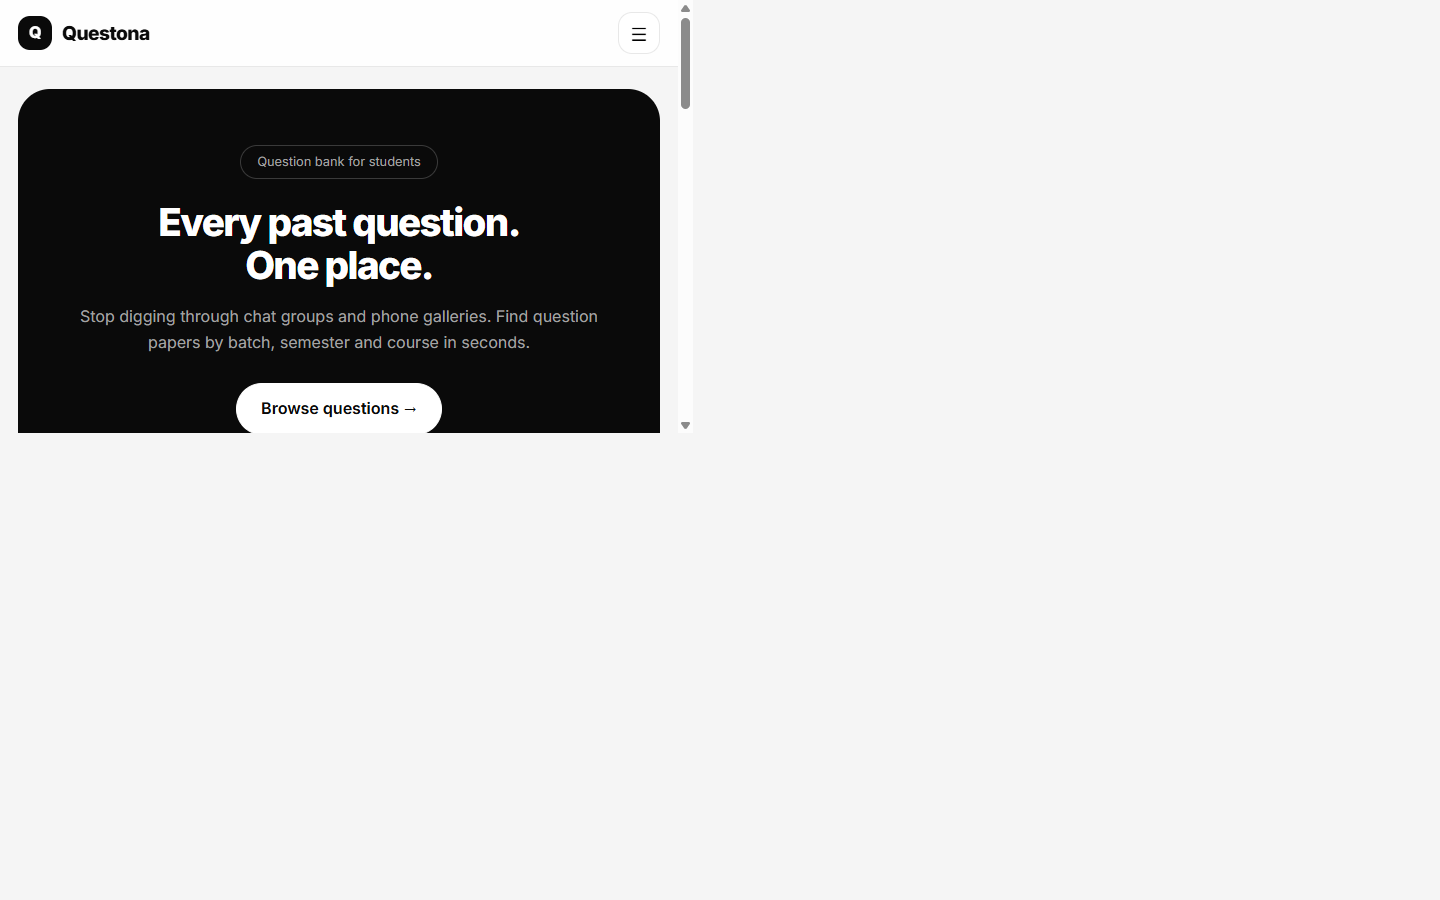 Q Questona
☰
Question bank for students
Every past question.
One place.
Stop digging through chat groups and phone galleries. Find question
papers by batch, semester and course in seconds.
Browse questions →